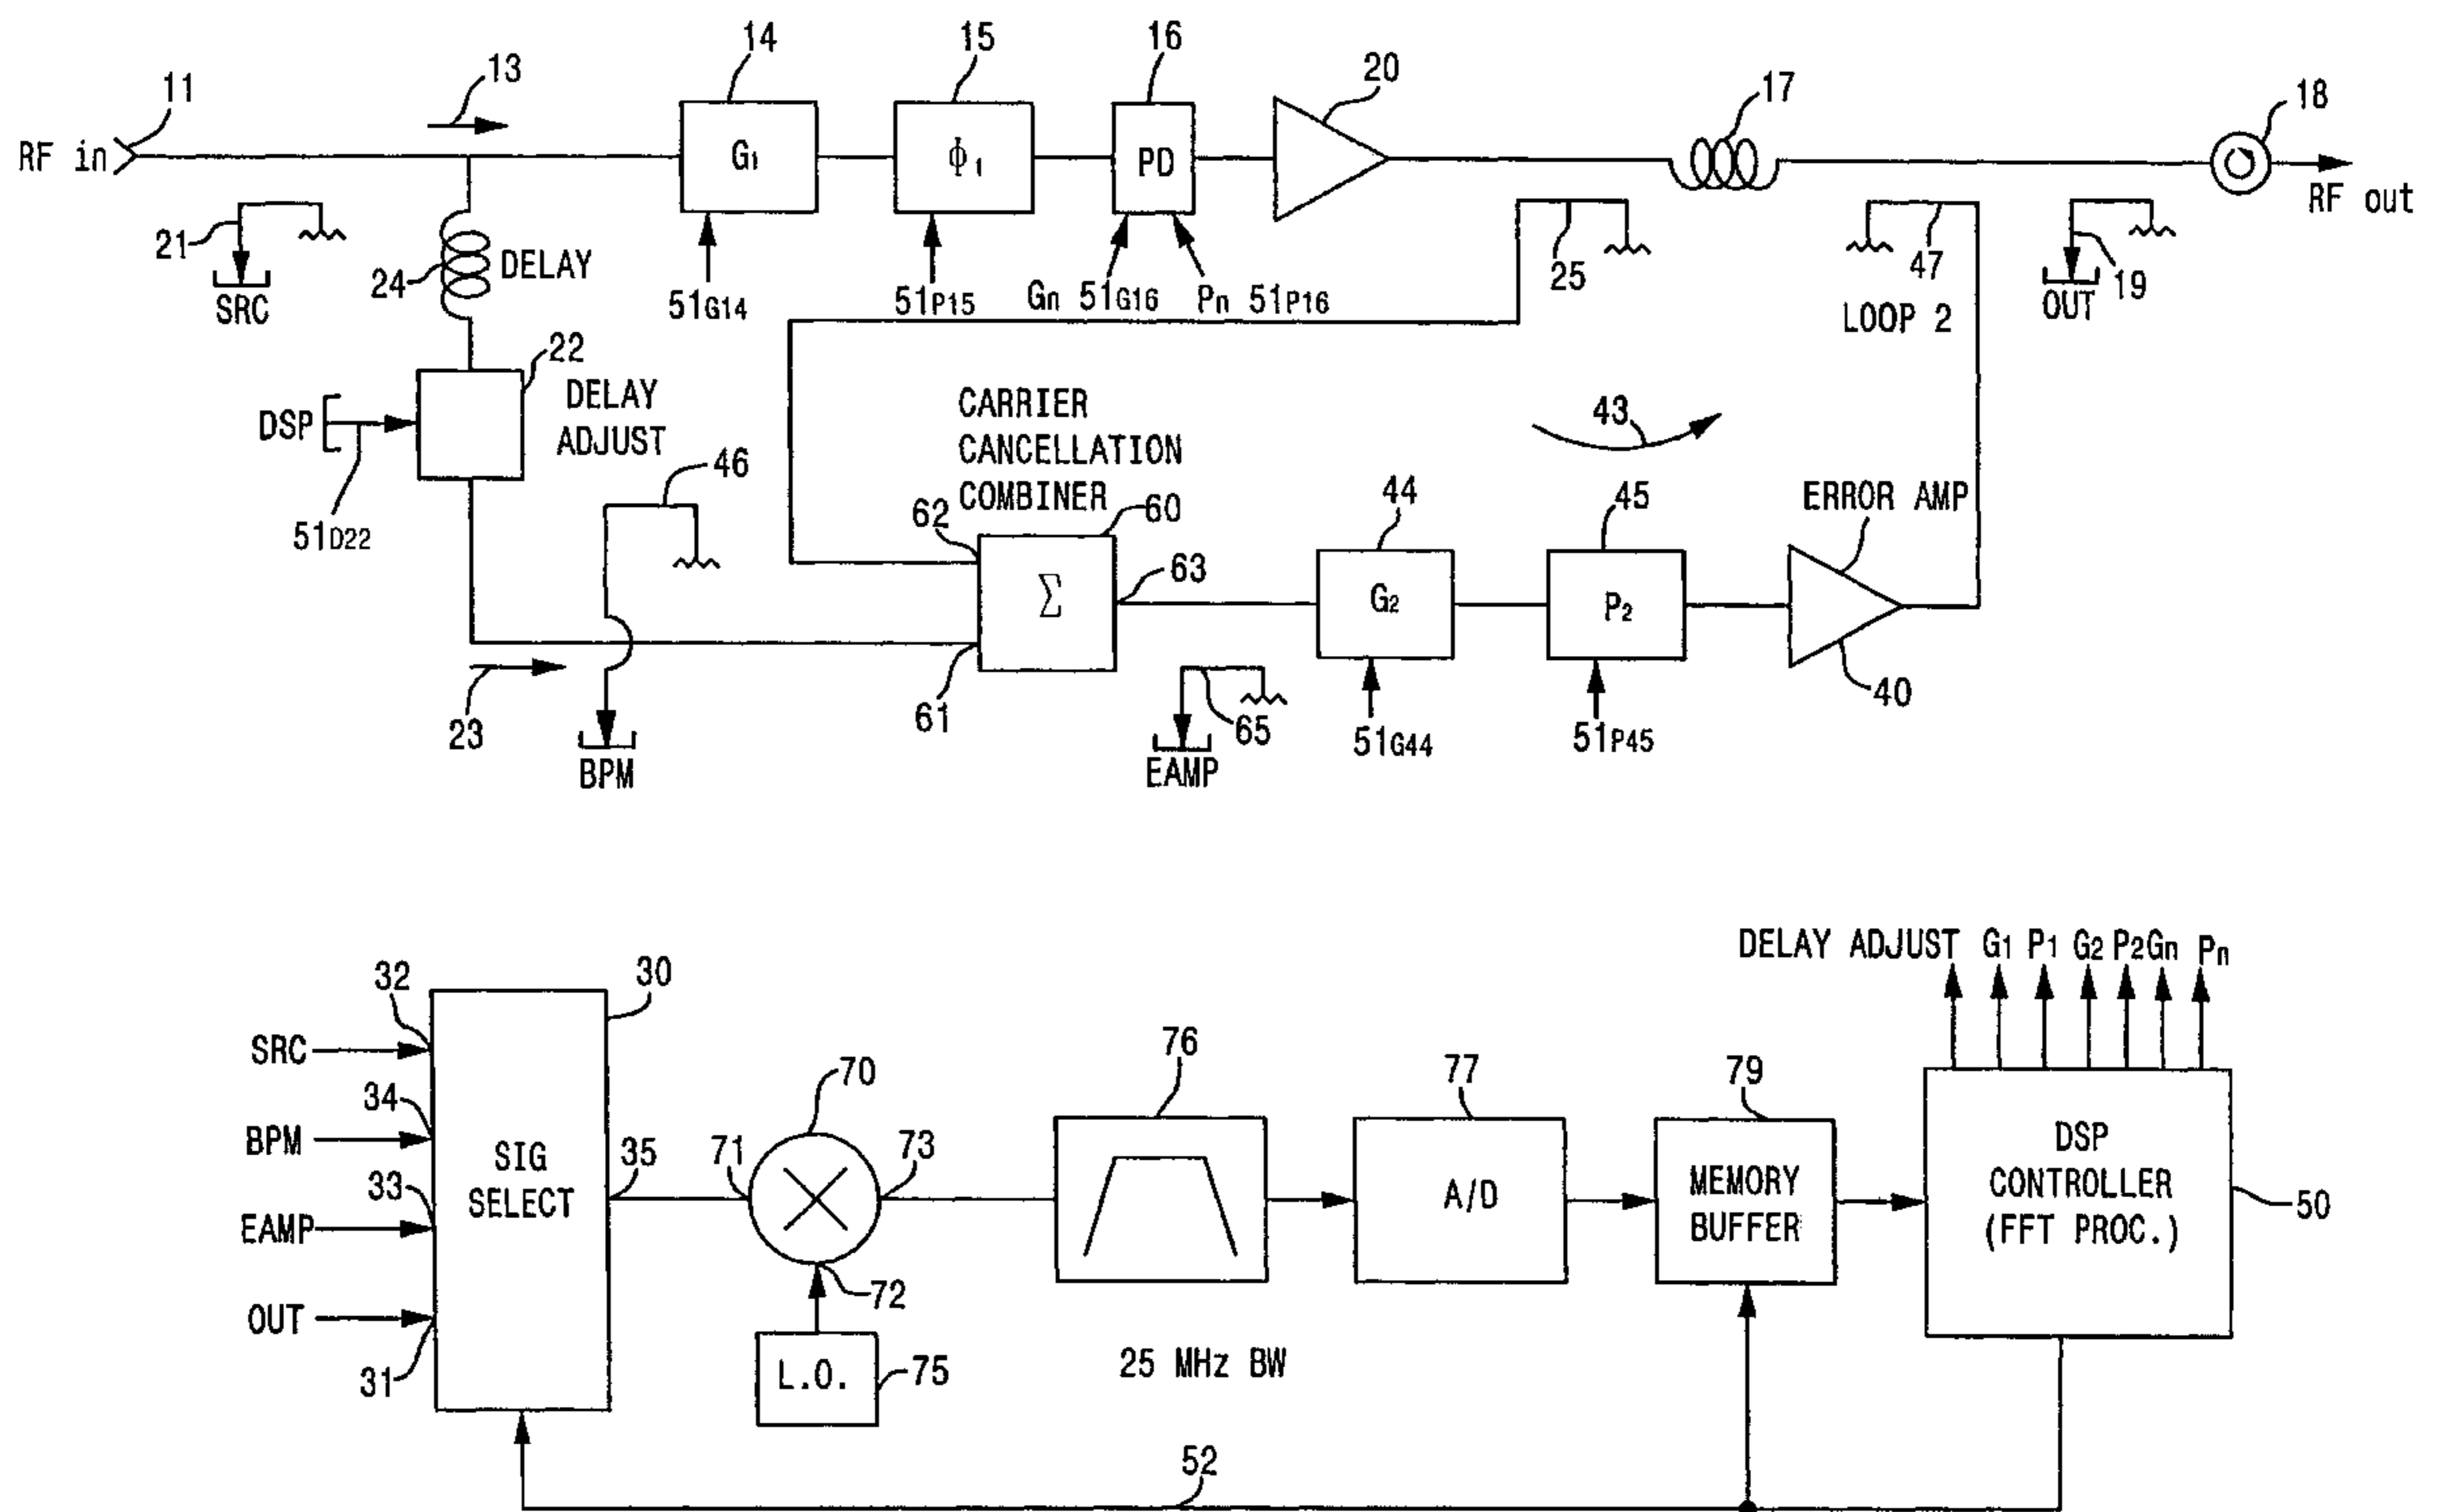 14 15 16 20 17 18
11 13
RF in G1 Φ1 PD RF out
21 SRC
24 DELAY
51G14 51P15 Gn 51G16 Pn 51P16
25 47 19
OUT
LOOP 2
22
DSP
DELAY
ADJUST
51D22
46
CARRIER
CANCELLATION
COMBINER
43
62 60 63 44 45 ERROR AMP
Σ G2 P2
23 61 65 40
BPM EAMP 51G44 51P45
DELAY ADJUST G1 P1 G2 P2 Gn Pn
32 30
SRC
34
BPM
33
EAMP
OUT
31
SIG
SELECT
35 71 70 73 76 77 79
72
L.O. 75
25 MHz BW
A/D
MEMORY
BUFFER
DSP
CONTROLLER
(FFT PROC.)
50
52